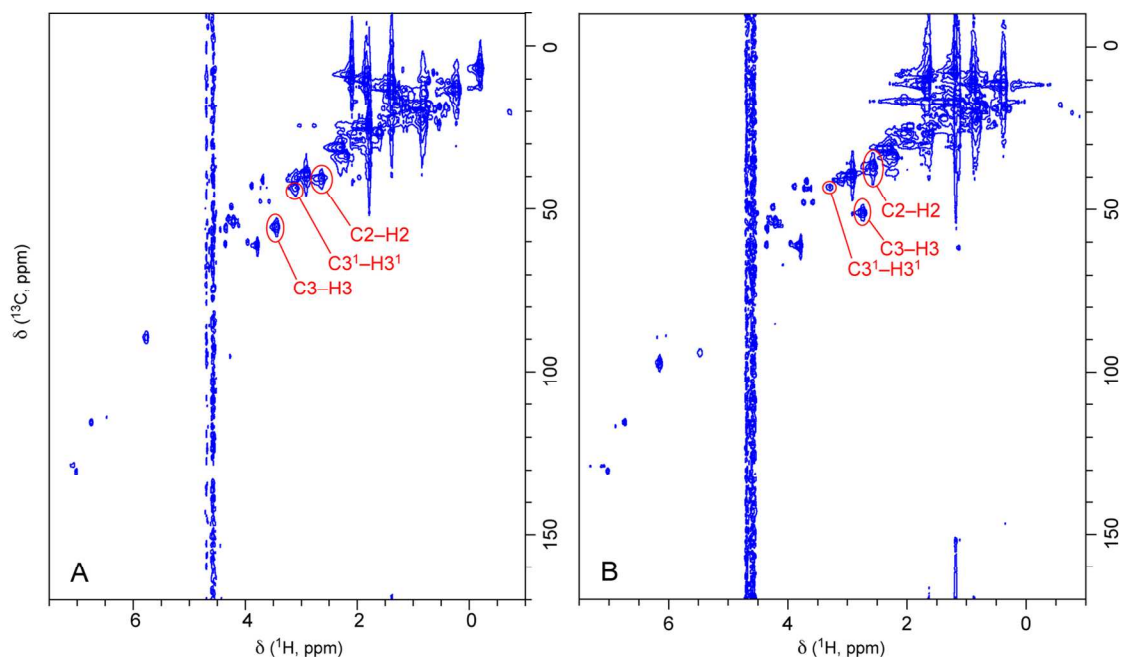 0
50
100
150
δ (¹³C, ppm)
C2–H2
C3¹–H3¹
C3–H3
A
6
4
2
0
δ (¹H, ppm)
0
50
100
150
C2–H2
C3–H3
C3¹–H3¹
B
6
4
2
0
δ (¹H, ppm)